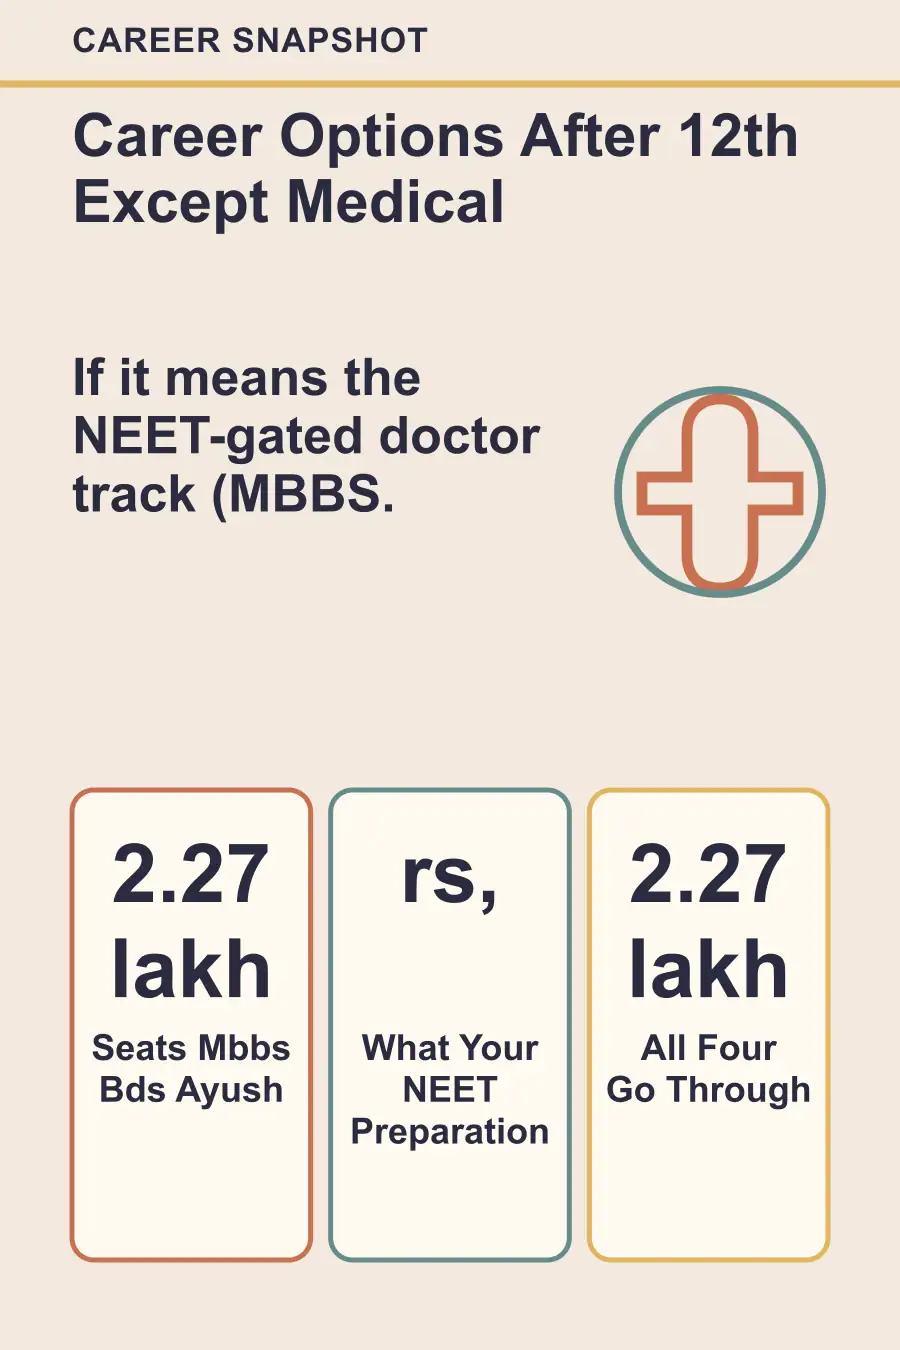 CAREER SNAPSHOT
Career Options After 12th
Except Medical
If it means the
NEET-gated doctor
track (MBBS.
2.27
lakh
Seats Mbbs
Bds Ayush
rs,
What Your
NEET
Preparation
2.27
lakh
All Four
Go Through